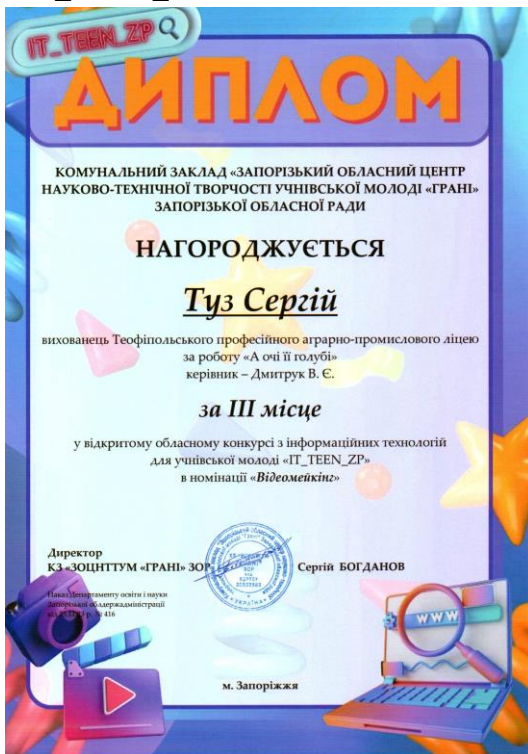 IT_TEEN_ZP
ДИПЛОМ
КОМУНАЛЬНИЙ ЗАКЛАД «ЗАПОРІЗЬКИЙ ОБЛАСНИЙ ЦЕНТР
НАУКОВО-ТЕХНІЧНОЇ ТВОРЧОСТІ УЧНІВСЬКОЇ МОЛОДІ «ГРАНІ»
ЗАПОРІЗЬКОЇ ОБЛАСНОЇ РАДИ
НАГОРОДЖУЄТЬСЯ
Туз Сергій
вихованець Теофіпольського професійного аграрно-промислового ліцею
за роботу «А очі її голубі»
керівник – Дмитрук В. Є.
за III місце
у відкритому обласному конкурсі з інформаційних технологій
для учнівської молоді «IT_TEEN_ZP»
в номінації «Відеомейкінг»
Директор
КЗ «ЗОЦНТТУМ «ГРАНІ» ЗОР
Сергій БОГДАНОВ
Наказ Департаменту освіти і науки
Запорізької облдержадміністрації
№ 416
WWW
м. Запоріжжя